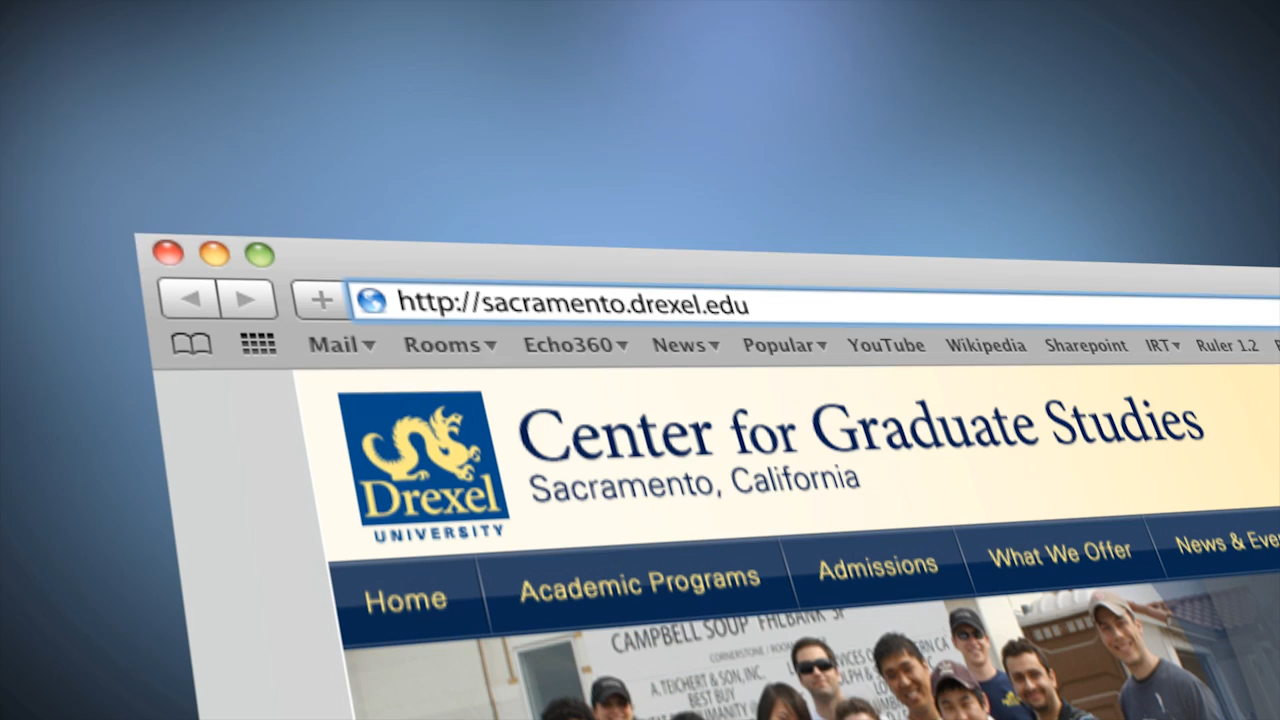 http://sacramento.drexel.edu
Mail Rooms Echo360 News Popular YouTube Wikipedia Sharepoint IRT Ruler 1.2
Center for Graduate Studies
Sacramento, California
Drexel
UNIVERSITY
Home Academic Programs Admissions What We Offer News &
CAMPBELL SOUP FHLBANK SF
CORNERSTONE
A. TEICHERT & SON, INC.
BEST BUY